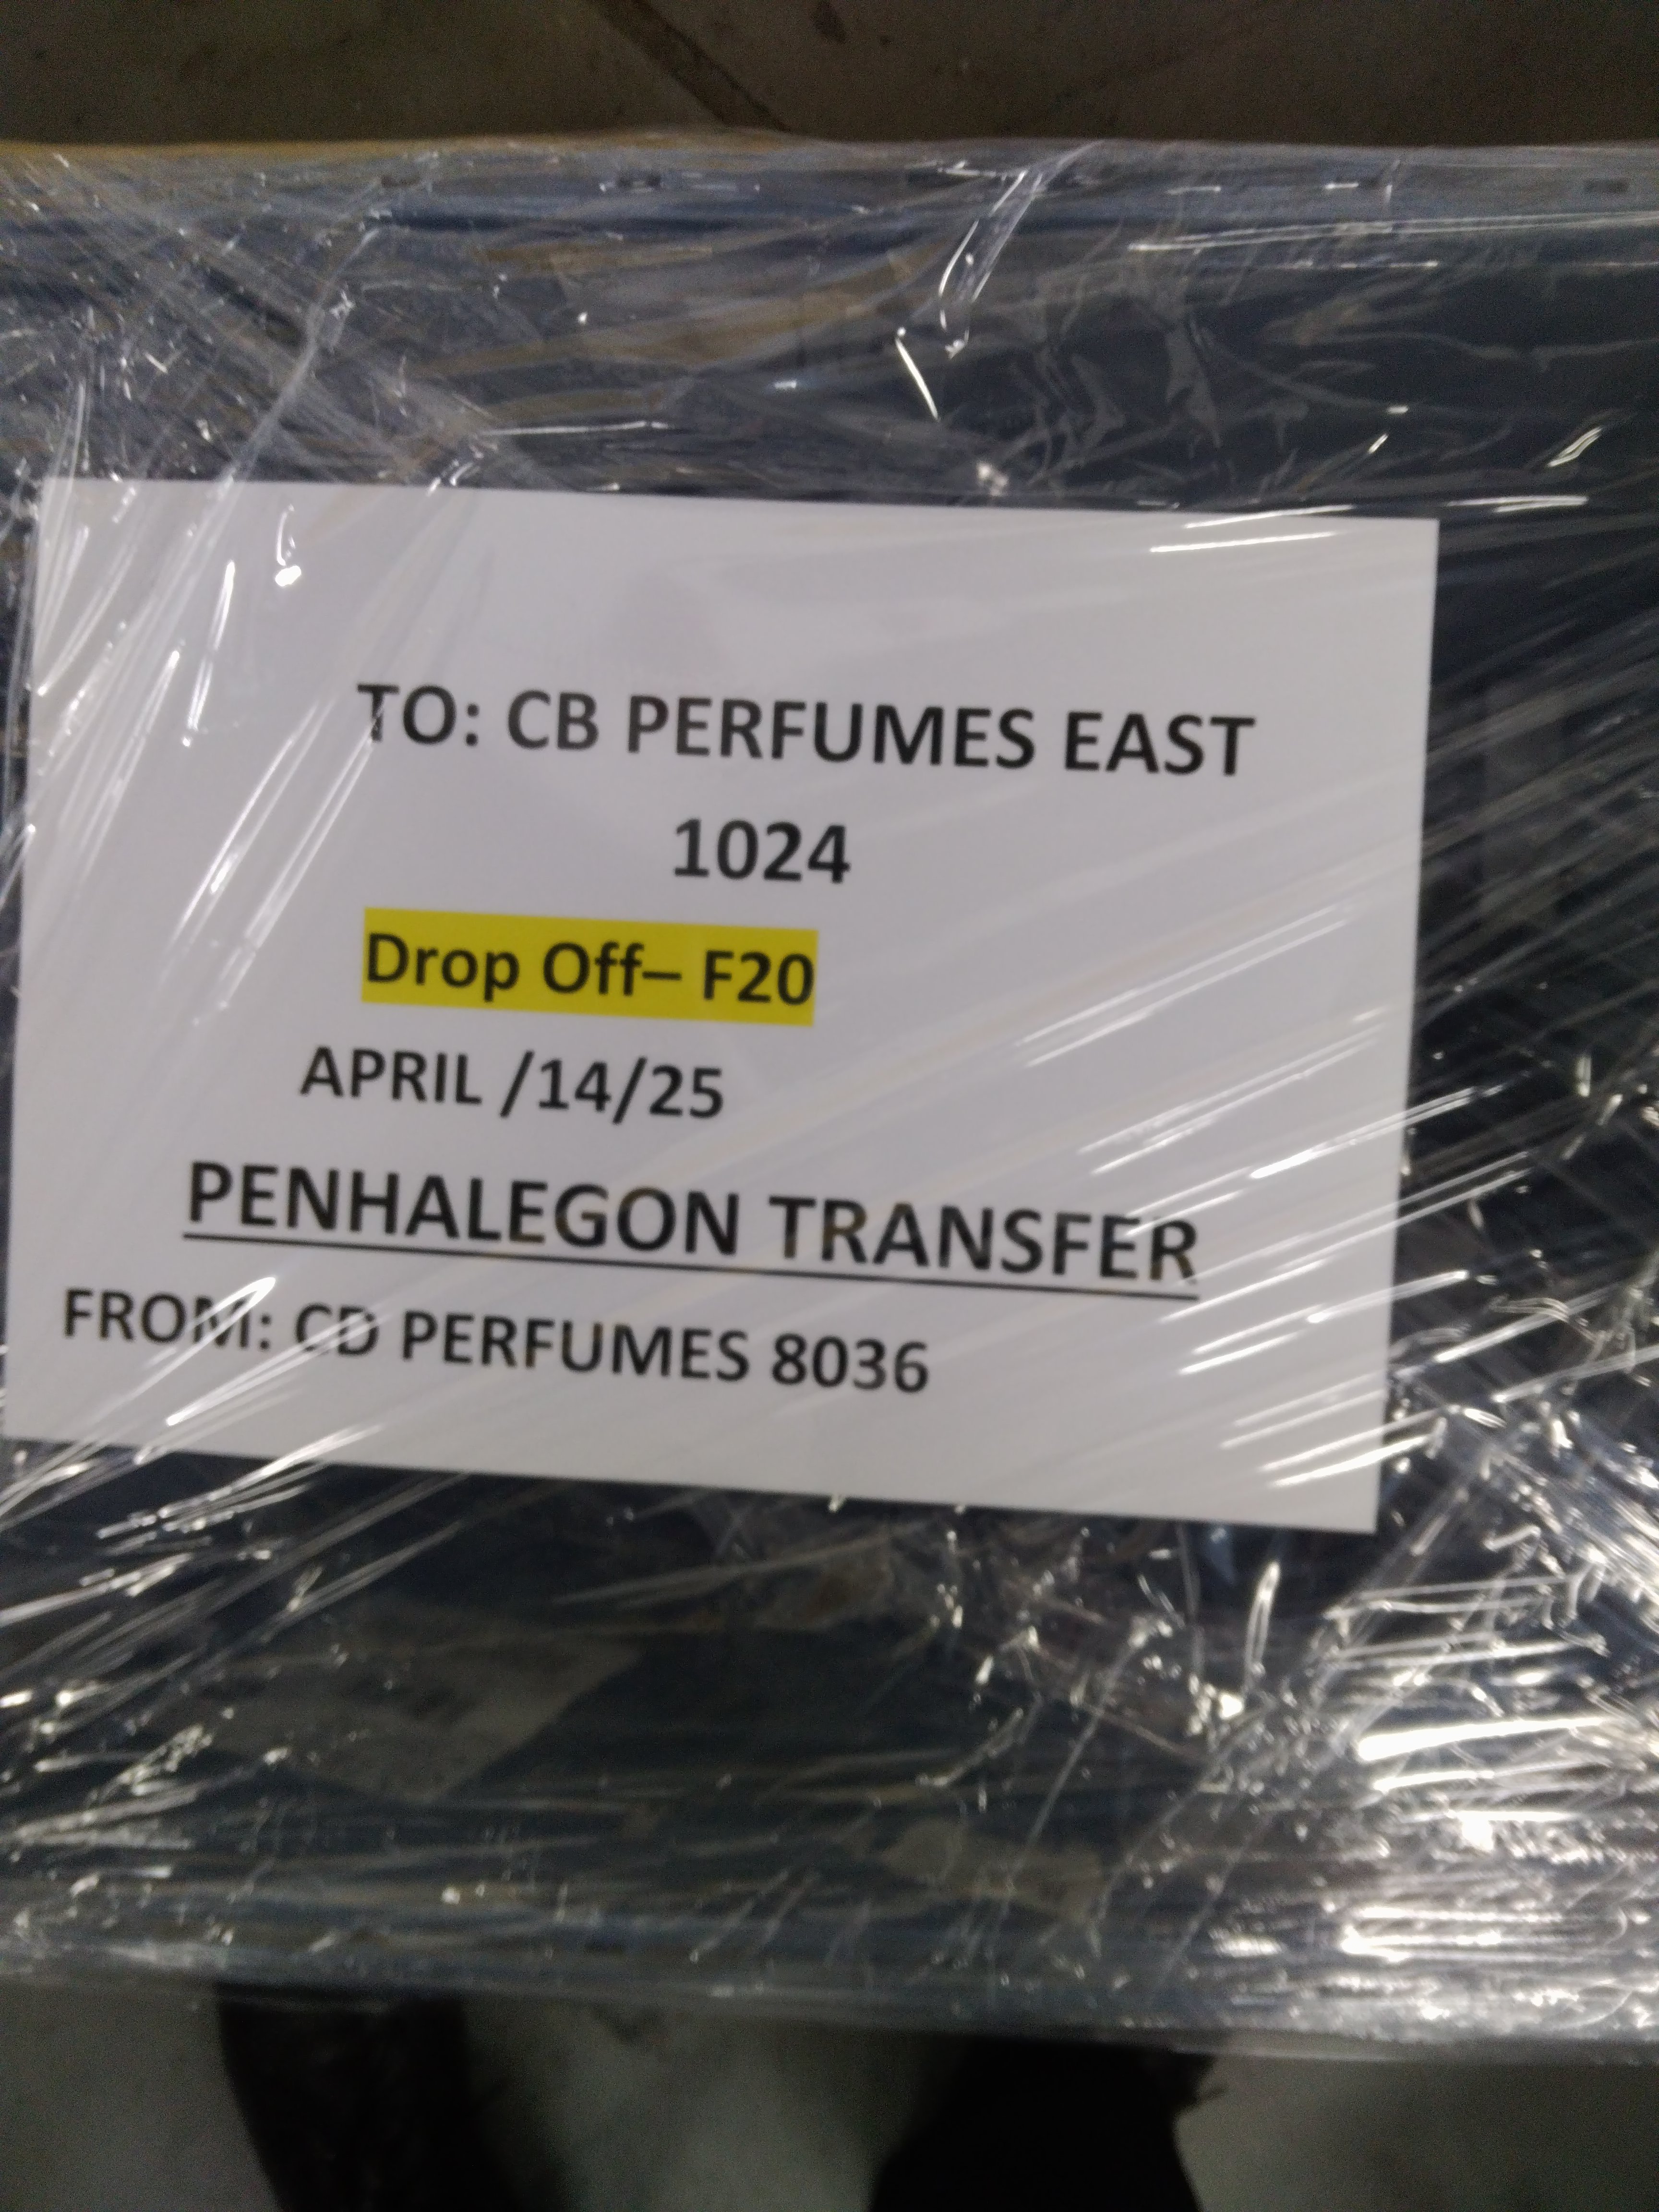 TO: CB PERFUMES EAST
1024
Drop Off– F20
APRIL /14/25
PENHALEGON TRANSFER
FROM: CD PERFUMES 8036